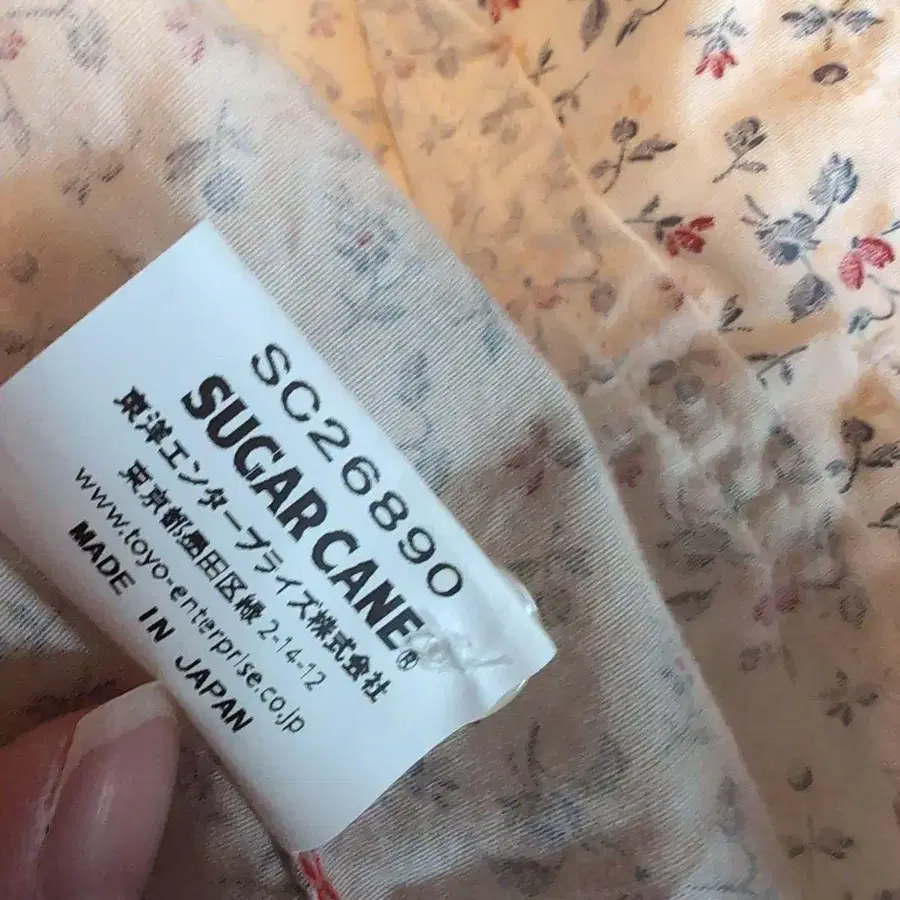 SC26890
SUGAR CANE®
東洋エンタープライズ株式会社
東京都墨田区緑 2-14-12
www.toyo-enterprise.co.jp
MADE IN JAPAN